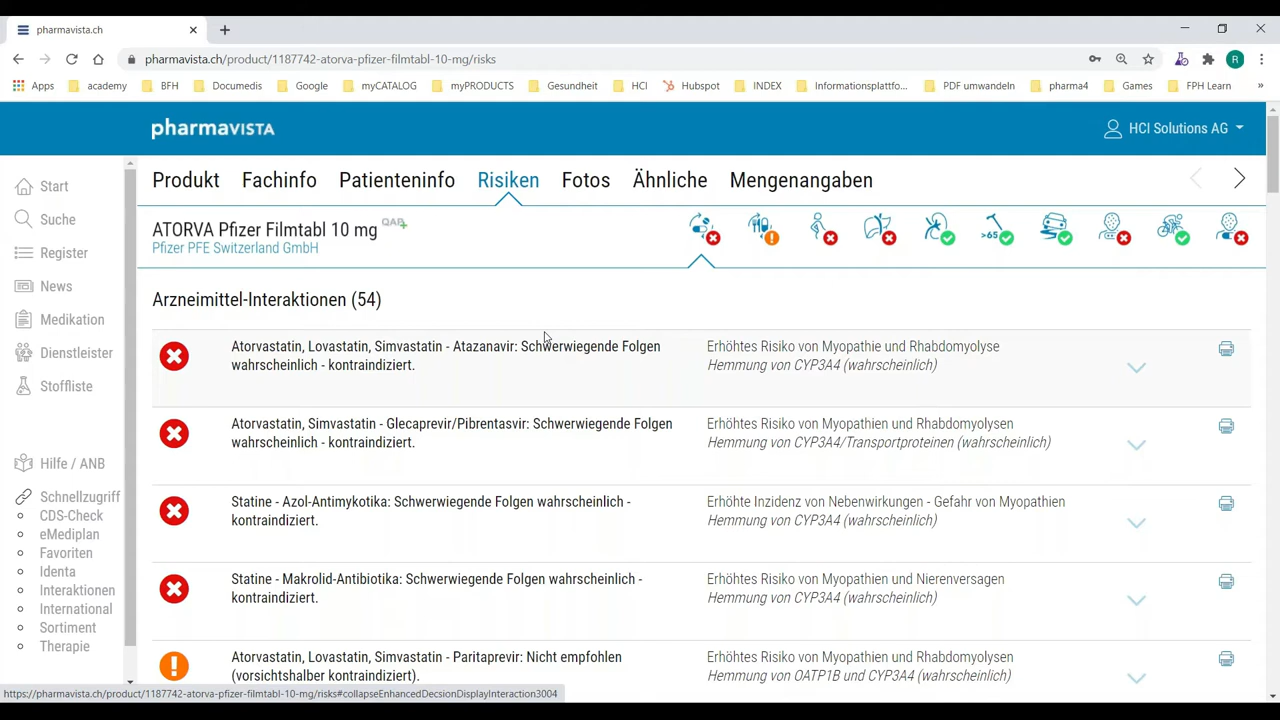 pharmavista.ch
pharmavista.ch/product/1187742-atorva-pfizer-filmtabl-10-mg/risks
R
Apps academy BFH Documedis Google myCATALOG myPRODUCTS Gesundheit HCI Hubspot INDEX Informationsplattfo... PDF umwandeln pharma4 Games FPH Learn »
pharmavista
HCI Solutions AG
Start
Suche
Register
News
Medikation
Dienstleister
Stoffliste
Hilfe / ANB
Schnellzugriff
CDS-Check
eMediplan
Favoriten
Identa
Interaktionen
International
Sortiment
Therapie
Produkt Fachinfo Patienteninfo Risiken Fotos Ähnliche Mengenangaben
ATORVA Pfizer Filmtabl 10 mg
Pfizer PFE Switzerland GmbH
>65
Arzneimittel-Interaktionen (54)
Atorvastatin, Lovastatin, Simvastatin - Atazanavir: Schwerwiegende Folgen
wahrscheinlich - kontraindiziert.
Erhöhtes Risiko von Myopathie und Rhabdomyolyse
Hemmung von CYP3A4 (wahrscheinlich)
Atorvastatin, Simvastatin - Glecaprevir/Pibrentasvir: Schwerwiegende Folgen
wahrscheinlich - kontraindiziert.
Erhöhtes Risiko von Myopathien und Rhabdomyolysen
Hemmung von CYP3A4/Transportproteinen (wahrscheinlich)
Statine - Azol-Antimykotika: Schwerwiegende Folgen wahrscheinlich -
kontraindiziert.
Erhöhte Inzidenz von Nebenwirkungen - Gefahr von Myopathien
Hemmung von CYP3A4 (wahrscheinlich)
Statine - Makrolid-Antibiotika: Schwerwiegende Folgen wahrscheinlich -
kontraindiziert.
Erhöhtes Risiko von Myopathien und Nierenversagen
Hemmung von CYP3A4 (wahrscheinlich)
Atorvastatin, Lovastatin, Simvastatin - Paritaprevir: Nicht empfohlen
(vorsichtshalber kontraindiziert).
Erhöhtes Risiko von Myopathien und Rhabdomyolysen
Hemmung von OATP1B und CYP3A4 (wahrscheinlich)
https://pharmavista.ch/product/1187742-atorva-pfizer-filmtabl-10-mg/risks#collapseEnhancedDecsionDisplayInteraction3004